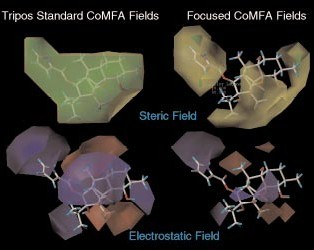 Tripos Standard CoMFA Fields
Focused CoMFA Fields
Steric Field
Electrostatic Field